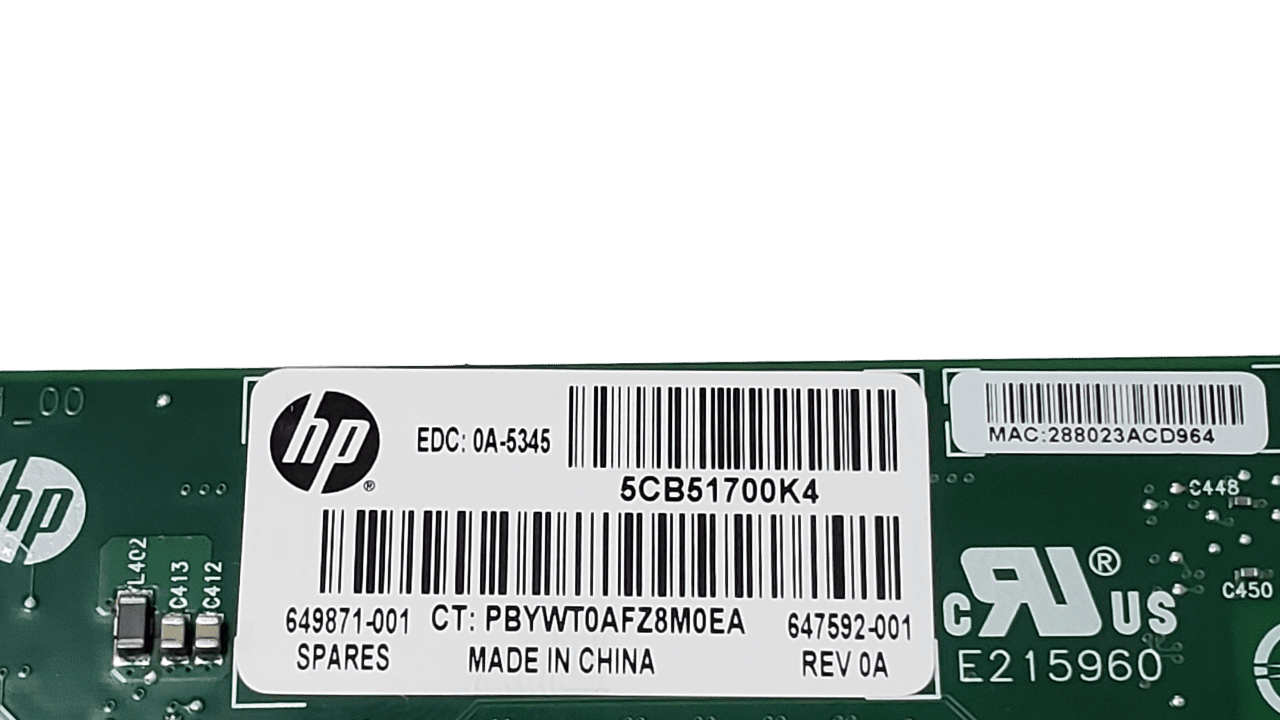 _00
hp
L402
C413
C412
hp
®
EDC: 0A-5345
5CB51700K4
649871-001 CT: PBYWT0AFZ8M0EA 647592-001
SPARES MADE IN CHINA REV 0A
MAC:288023ACD964
C448
C450
c RU ® US
E215960